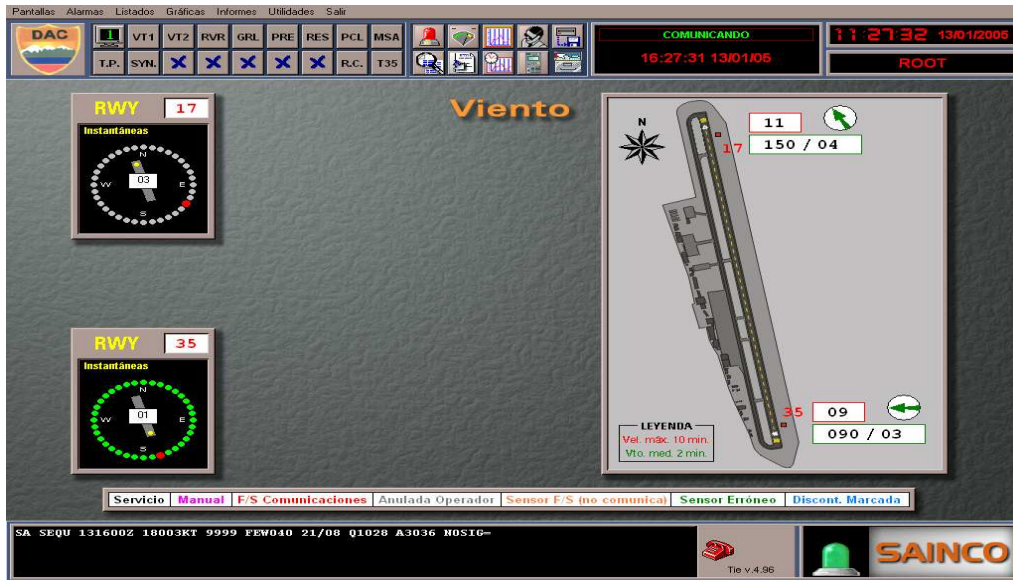 Pantallas Alarmas Listados Gráficas Informes Utilidades Salir
DAC
1 VT1 VT2 RVR GRL PRE RES PCL MSA
T.P. SYN. R.C. T35
COMUNICANDO
16:27:31 13/01/05
11:27:32 13/01/2005
ROOT
Viento
RWY 17
Instantáneas
N
W 03 E
S
RWY 35
Instantáneas
N
W 01 E
S
N
11
17 150 / 04
35 09
090 / 03
LEYENDA
Vel. máx. 10 min.
Vto. med. 2 min.
Servicio Manual F/S Comunicaciones Anulada Operador Sensor F/S (no comunica) Sensor Erróneo Discont. Marcada
SA SEQU 131600Z 18003KT 9999 FEW040 21/08 Q1028 A3036 NOSIG=
Tie v.4.96
SAINCO